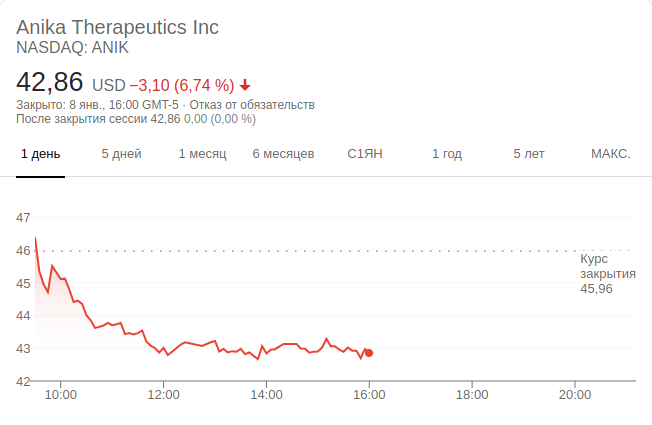 Anika Therapeutics Inc
NASDAQ: ANIK
42,86 USD −3,10 (6,74 %)
Закрыто: 8 янв., 16:00 GMT-5 · Отказ от обязательств
После закрытия сессии 42,86 0,00 (0,00 %)
1 день 5 дней 1 месяц 6 месяцев С1ЯН 1 год 5 лет МАКС.
47
46
45
44
43
42
Курс
закрытия
45,96
10:00 12:00 14:00 16:00 18:00 20:00